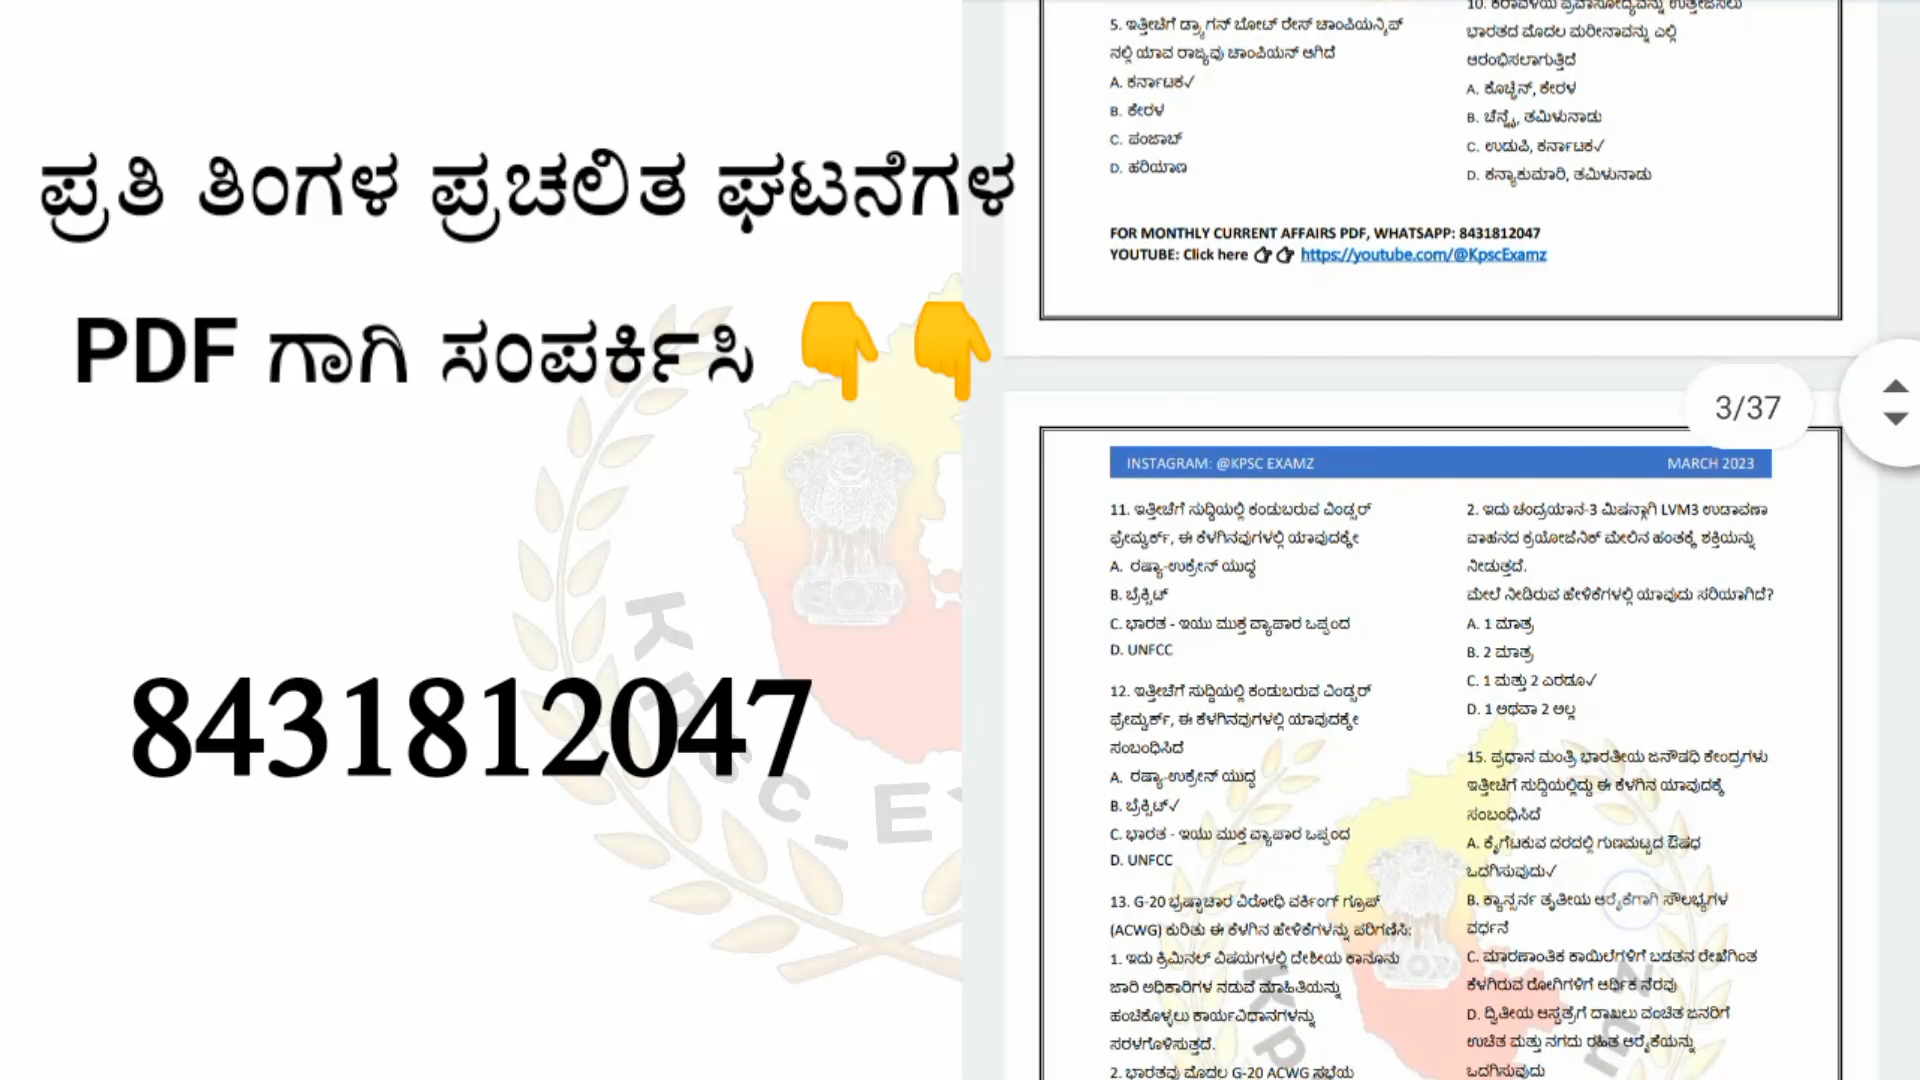 ಪ್ರತಿ ತಿಂಗಳ ಪ್ರಚಲಿತ ಘಟನೆಗಳ
PDF ಗಾಗಿ ಸಂಪರ್ಕಿಸಿ 👇👇
8431812047
5. ಇತ್ತೀಚೆಗೆ ಡ್ರ್ಯಾಗನ್ ಬೋಟ್ ರೇಸ್ ಚಾಂಪಿಯನ್ಶಿಪ್
ನಲ್ಲಿ ಯಾವ ರಾಜ್ಯವು ಚಾಂಪಿಯನ್ ಆಗಿದೆ
A. ಕರ್ನಾಟಕ✓
B. ಕೇರಳ
C. ಪಂಜಾಬ್
D. ಹರಿಯಾಣ
10. ಕರಾವಳಿಯ ಪ್ರವಾಸೋದ್ಯಮವನ್ನು ಉತ್ತೇಜಿಸಲು
ಭಾರತದ ಮೊದಲ ಮರೀನಾವನ್ನು ಎಲ್ಲಿ
ಆರಂಭಿಸಲಾಗುತ್ತಿದೆ
A. ಕೊಚ್ಚಿನ್, ಕೇರಳ
B. ಚೆನ್ನೈ, ತಮಿಳುನಾಡು
C. ಉಡುಪಿ, ಕರ್ನಾಟಕ✓
D. ಕನ್ಯಾಕುಮಾರಿ, ತಮಿಳುನಾಡು
FOR MONTHLY CURRENT AFFAIRS PDF, WHATSAPP: 8431812047
YOUTUBE: Click here 👉👉 https://youtube.com/@KpscExamz
3/37
INSTAGRAM: @KPSC EXAMZ MARCH 2023
11. ಇತ್ತೀಚೆಗೆ ಸುದ್ದಿಯಲ್ಲಿ ಕಂಡುಬರುವ ವಿಂಡ್ಸರ್
ಫ್ರೇಮ್ವರ್ಕ್, ಈ ಕೆಳಗಿನವುಗಳಲ್ಲಿ ಯಾವುದಕ್ಕೇ
A. ರಷ್ಯಾ-ಉಕ್ರೇನ್ ಯುದ್ಧ
B. ಬ್ರೆಕ್ಸಿಟ್
C. ಭಾರತ - ಇಯು ಮುಕ್ತ ವ್ಯಾಪಾರ ಒಪ್ಪಂದ
D. UNFCC
12. ಇತ್ತೀಚೆಗೆ ಸುದ್ದಿಯಲ್ಲಿ ಕಂಡುಬರುವ ವಿಂಡ್ಸರ್
ಫ್ರೇಮ್ವರ್ಕ್, ಈ ಕೆಳಗಿನವುಗಳಲ್ಲಿ ಯಾವುದಕ್ಕೇ
ಸಂಬಂಧಿಸಿದೆ
A. ರಷ್ಯಾ-ಉಕ್ರೇನ್ ಯುದ್ಧ
B. ಬ್ರೆಕ್ಸಿಟ್✓
C. ಭಾರತ - ಇಯು ಮುಕ್ತ ವ್ಯಾಪಾರ ಒಪ್ಪಂದ
D. UNFCC
13. G-20 ಭ್ರಷ್ಟಾಚಾರ ವಿರೋಧಿ ವರ್ಕಿಂಗ್ ಗ್ರೂಪ್
(ACWG) ಕುರಿತು ಈ ಕೆಳಗಿನ ಹೇಳಿಕೆಗಳನ್ನು ಪರಿಗಣಿಸಿ:
1. ಇದು ಕ್ರಿಮಿನಲ್ ವಿಷಯಗಳಲ್ಲಿ ದೇಶೀಯ ಕಾನೂನು
ಜಾರಿ ಅಧಿಕಾರಿಗಳ ನಡುವೆ ಮಾಹಿತಿಯನ್ನು
ಹಂಚಿಕೊಳ್ಳಲು ಕಾರ್ಯವಿಧಾನಗಳನ್ನು
ಸರಳಗೊಳಿಸುತ್ತದೆ.
2. ಭಾರತವು ಮೊದಲ G-20 ACWG ಸಭೆಯ
2. ಇದು ಚಂದ್ರಯಾನ-3 ಮಿಷನ್ಗಾಗಿ LVM3 ಉಡಾವಣಾ
ವಾಹನದ ಕ್ರಯೋಜೆನಿಕ್ ಮೇಲಿನ ಹಂತಕ್ಕೆ ಶಕ್ತಿಯನ್ನು
ನೀಡುತ್ತದೆ.
ಮೇಲೆ ನೀಡಿರುವ ಹೇಳಿಕೆಗಳಲ್ಲಿ ಯಾವುದು ಸರಿಯಾಗಿದೆ?
A. 1 ಮಾತ್ರ
B. 2 ಮಾತ್ರ
C. 1 ಮತ್ತು 2 ಎರಡೂ✓
D. 1 ಅಥವಾ 2 ಅಲ್ಲ
15. ಪ್ರಧಾನ ಮಂತ್ರಿ ಭಾರತೀಯ ಜನೌಷಧಿ ಕೇಂದ್ರಗಳು
ಇತ್ತೀಚೆಗೆ ಸುದ್ದಿಯಲ್ಲಿದ್ದು ಈ ಕೆಳಗಿನ ಯಾವುದಕ್ಕೆ
ಸಂಬಂಧಿಸಿದೆ
A. ಕೈಗೆಟಕುವ ದರದಲ್ಲಿ ಗುಣಮಟ್ಟದ ಔಷಧ
ಒದಗಿಸುವುದು✓
B. ಕ್ಯಾನ್ಸರ್ನ ತೃತೀಯ ಆರೈಕೆಗಾಗಿ ಸೌಲಭ್ಯಗಳ
ವರ್ಧನೆ
C. ಮಾರಣಾಂತಿಕ ಕಾಯಿಲೆಗಳಿಗೆ ಬಡತನ ರೇಖೆಗಿಂತ
ಕೆಳಗಿರುವ ರೋಗಿಗಳಿಗೆ ಆರ್ಥಿಕ ನೆರವು
D. ದ್ವಿತೀಯ ಆಸ್ಪತ್ರೆಗೆ ದಾಖಲು ವಂಚಿತ ಜನರಿಗೆ
ಉಚಿತ ಮತ್ತು ನಗದು ರಹಿತ ಆರೈಕೆಯನ್ನು
ಒದಗಿಸುವುದು